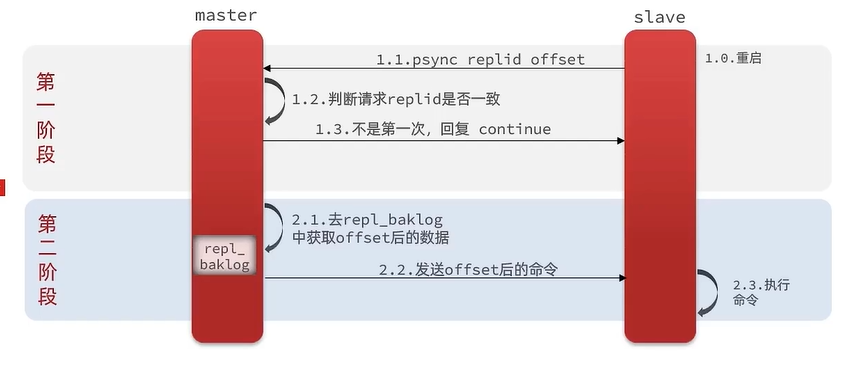 master
slave
第一阶段
1.0.重启
1.1.psync replid offset
1.2.判断请求replid是否一致
1.3.不是第一次，回复 continue
第二阶段
2.1.去repl_baklog
中获取offset后的数据
repl_
baklog
2.2.发送offset后的命令
2.3.执行
命令